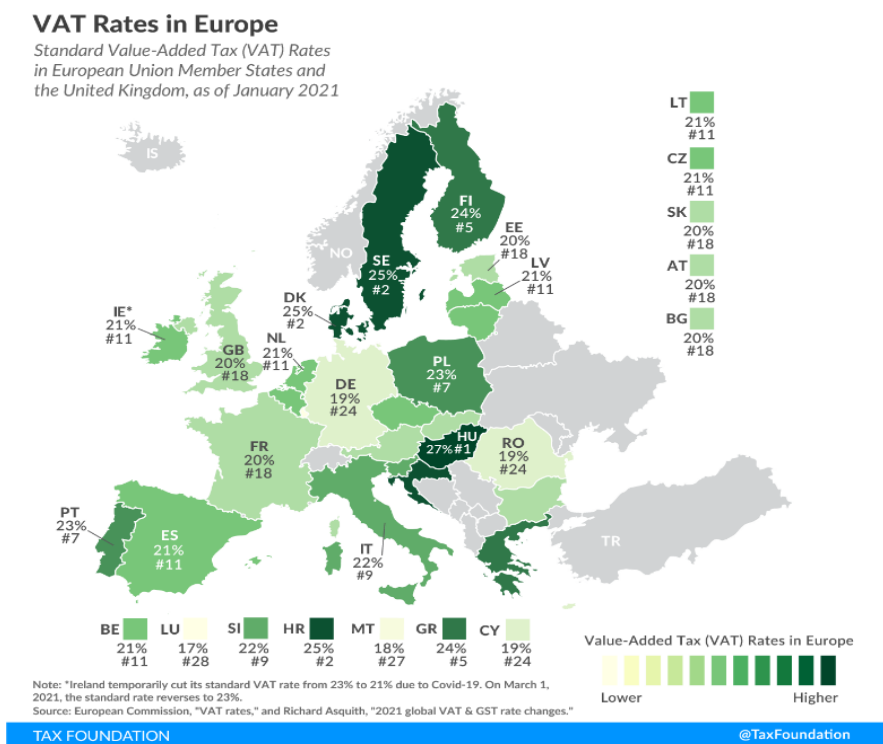 VAT Rates in Europe
Standard Value-Added Tax (VAT) Rates
in European Union Member States and
the United Kingdom, as of January 2021
LT
21%
#11
CZ
21%
#11
SK
20%
#18
AT
20%
#18
BG
20%
#18
IS
NO
FI
24%
#5
SE
25%
#2
EE
20%
#18
LV
21%
#11
DK
25%
#2
IE*
21%
#11
GB
20%
#18
NL
21%
#11
DE
19%
#24
PL
23%
#7
FR
20%
#18
HU
27% #1
RO
19%
#24
PT
23%
#7
ES
21%
#11
IT
22%
#9
TR
BE
21%
#11
LU
17%
#28
SI
22%
#9
HR
25%
#2
MT
18%
#27
GR
24%
#5
CY
19%
#24
Value-Added Tax (VAT) Rates in Europe
Lower
Higher
Note: *Ireland temporarily cut its standard VAT rate from 23% to 21% due to Covid-19. On March 1,
2021, the standard rate reverses to 23%.
Source: European Commission, "VAT rates," and Richard Asquith, "2021 global VAT & GST rate changes."
TAX FOUNDATION
@TaxFoundation